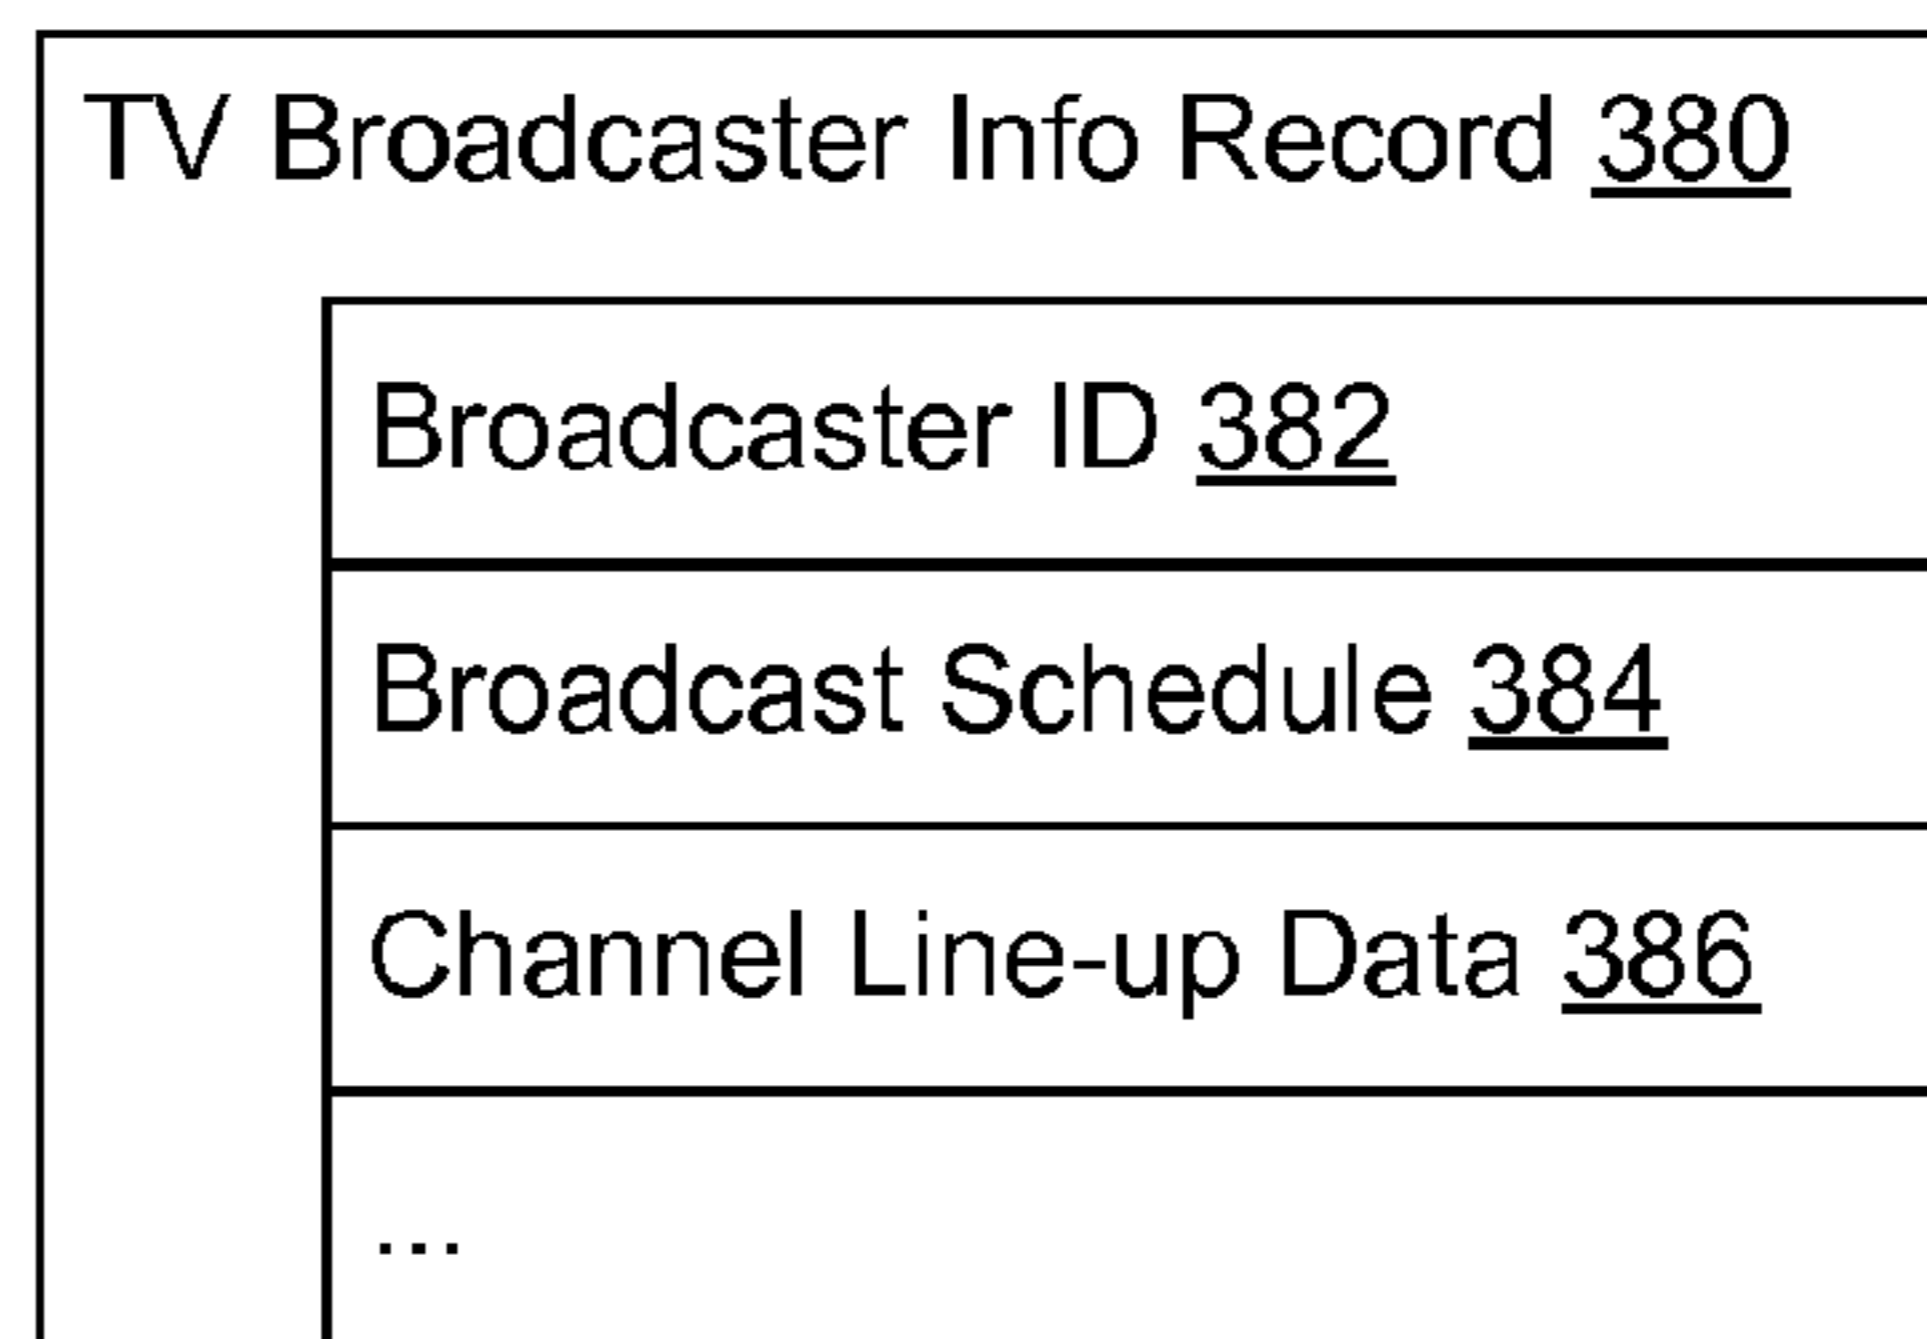 TV Broadcaster Info Record 380
Broadcaster ID 382
Broadcast Schedule 384
Channel Line-up Data 386
...